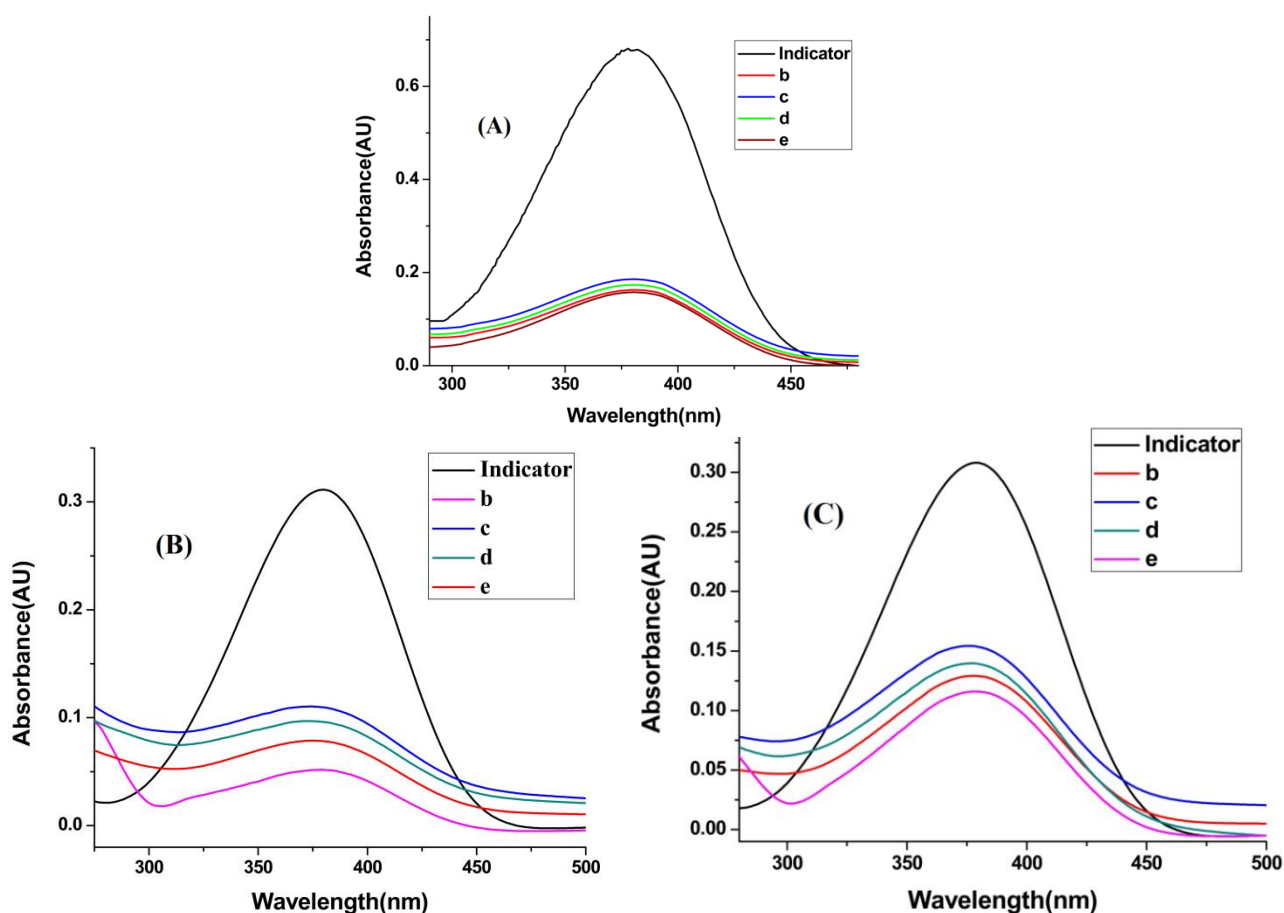 Absorbance(AU)
0.6
0.4
0.2
0.0
(A)
Indicator
b
c
d
e
300
350
400
450
Wavelength(nm)
Absorbance(AU)
0.3
0.2
0.1
0.0
(B)
Indicator
b
c
d
e
300
350
400
450
500
Wavelength(nm)
Absorbance(AU)
0.30
0.25
0.20
0.15
0.10
0.05
0.00
(C)
Indicator
b
c
d
e
300
350
400
450
500
Wavelength(nm)